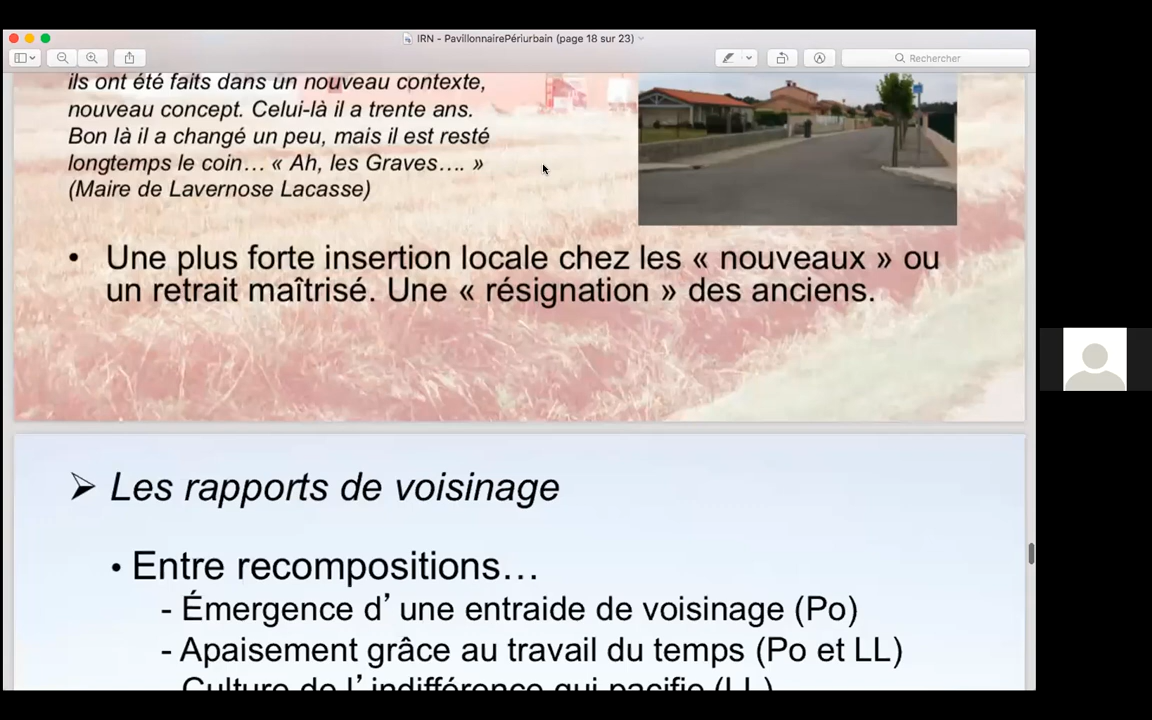 IRN - PavillonnairePériurbain (page 18 sur 23)
Rechercher
ils ont été faits dans un nouveau contexte,
nouveau concept. Celui-là il a trente ans.
Bon là il a changé un peu, mais il est resté
longtemps le coin… « Ah, les Graves…. »
(Maire de Lavernose Lacasse)
• Une plus forte insertion locale chez les « nouveaux » ou
un retrait maîtrisé. Une « résignation » des anciens.
➢ Les rapports de voisinage
• Entre recompositions…
- Émergence d’une entraide de voisinage (Po)
- Apaisement grâce au travail du temps (Po et LL)
- Culture de l’indifférence qui pacifie (LL)